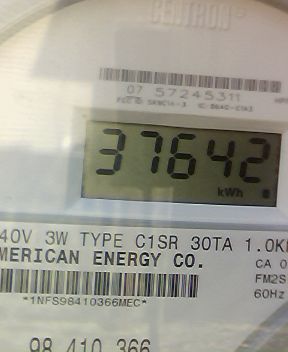 CENTRON®
07 57245311
37642
kWh
40V 3W TYPE C1SR 30TA 1.0K
MERICAN ENERGY CO.
CA 0
FM2S
60Hz
*1NFS98410366MEC*
98 410 366